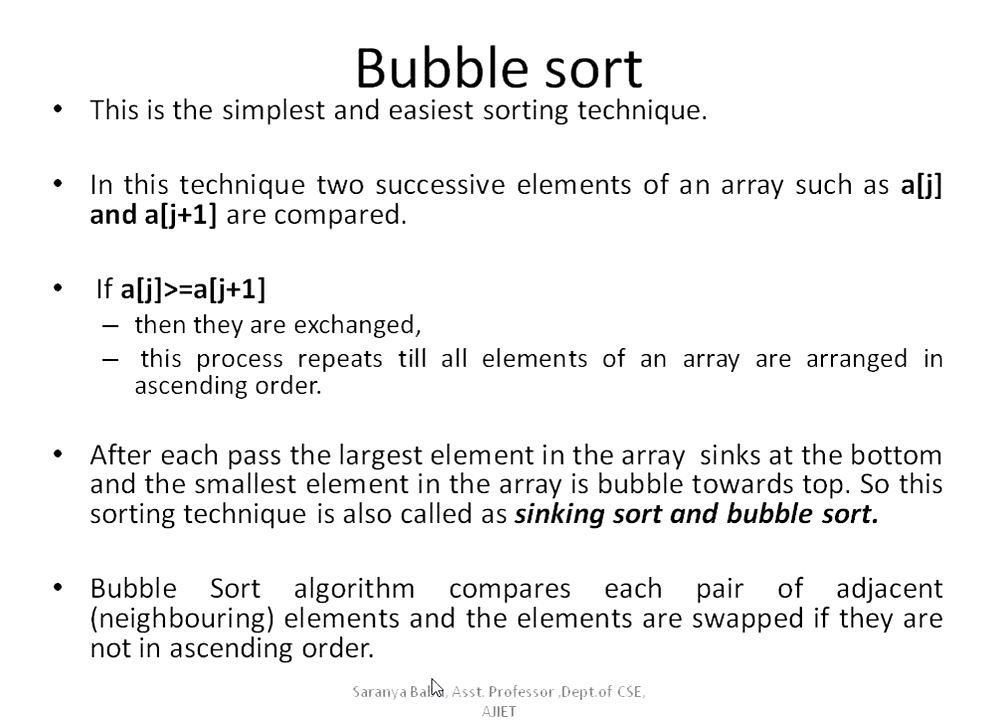 Bubble sort
• This is the simplest and easiest sorting technique.
• In this technique two successive elements of an array such as a[j]
and a[j+1] are compared.
• If a[j]>=a[j+1]
– then they are exchanged,
– this process repeats till all elements of an array are arranged in
ascending order.
• After each pass the largest element in the array sinks at the bottom
and the smallest element in the array is bubble towards top. So this
sorting technique is also called as sinking sort and bubble sort.
• Bubble Sort algorithm compares each pair of adjacent
(neighbouring) elements and the elements are swapped if they are
not in ascending order.
Saranya , Asst. Professor ,Dept.of CSE,
AJIET